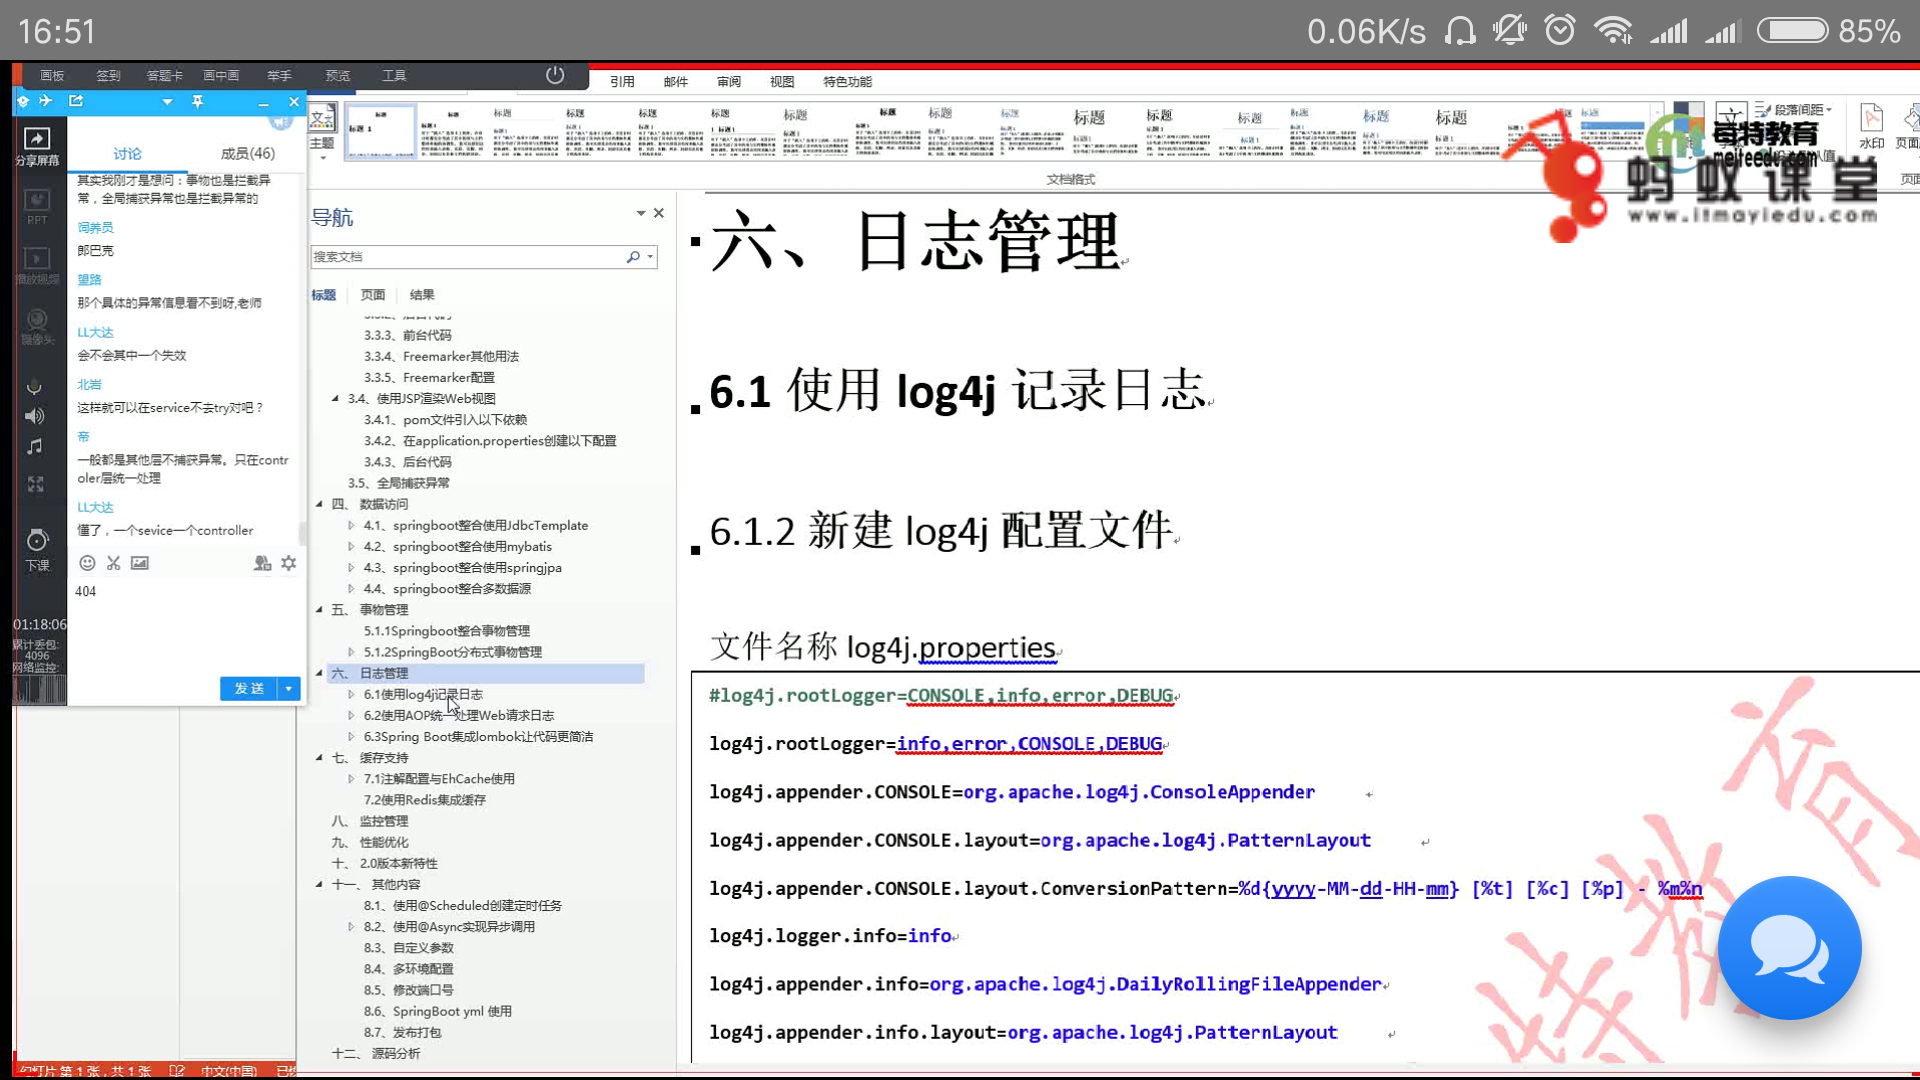 16:51
0.06K/s
85%
画板 签到 答题卡 画中画 举手 预览 工具
引用 邮件 审阅 视图 特色功能
主题
段落间距
水印
文档格式
每特教育
meiteedu.com
蚂蚁课堂
www.itmayiedu.com
分享屏幕
PPT
播放视频
摄像头
下课
01:18:06
累计丢包:
4096
网络监控:
讨论 成员(46)
其实我刚才是想问：事物也是拦截异
常，全局捕获异常也是拦截异常的
饲养员
郎巴克
望路
那个具体的异常信息看不到呀,老师
LL大达
会不会其中一个失效
北岩
这样就可以在service不去try对吧？
帝
一般都是其他层不捕获异常。只在contr
oler层统一处理
LL大达
懂了，一个sevice一个controller
404
发送
导航
搜索文档
标题 页面 结果
3.3.2、后台代码
3.3.3、前台代码
3.3.4、Freemarker其他用法
3.3.5、Freemarker配置
3.4、使用JSP渲染Web视图
3.4.1、pom文件引入以下依赖
3.4.2、在application.properties创建以下配置
3.4.3、后台代码
3.5、全局捕获异常
四、 数据访问
4.1、springboot整合使用JdbcTemplate
4.2、springboot整合使用mybatis
4.3、springboot整合使用springjpa
4.4、springboot整合多数据源
五、 事物管理
5.1.1Springboot整合事物管理
5.1.2SpringBoot分布式事物管理
六、 日志管理
6.1使用log4j记录日志
6.2使用AOP统一处理Web请求日志
6.3Spring Boot集成lombok让代码更简洁
七、 缓存支持
7.1注解配置与EhCache使用
7.2使用Redis集成缓存
八、 监控管理
九、 性能优化
十、 2.0版本新特性
十一、 其他内容
8.1、使用@Scheduled创建定时任务
8.2、使用@Async实现异步调用
8.3、自定义参数
8.4、多环境配置
8.5、修改端口号
8.6、SpringBoot yml 使用
8.7、发布打包
十二、 源码分析
六、日志管理
6.1 使用 log4j 记录日志
6.1.2 新建 log4j 配置文件
文件名称 log4j.properties
#log4j.rootLogger=CONSOLE,info,error,DEBUG
log4j.rootLogger=info,error,CONSOLE,DEBUG
log4j.appender.CONSOLE=org.apache.log4j.ConsoleAppender
log4j.appender.CONSOLE.layout=org.apache.log4j.PatternLayout
log4j.appender.CONSOLE.layout.ConversionPattern=%d{yyyy-MM-dd-HH-mm} [%t] [%c] [%p] - %m%n
log4j.logger.info=info
log4j.appender.info=org.apache.log4j.DailyRollingFileAppender
log4j.appender.info.layout=org.apache.log4j.PatternLayout
幻灯片 第 1 张，共 1 张 中文(中国)